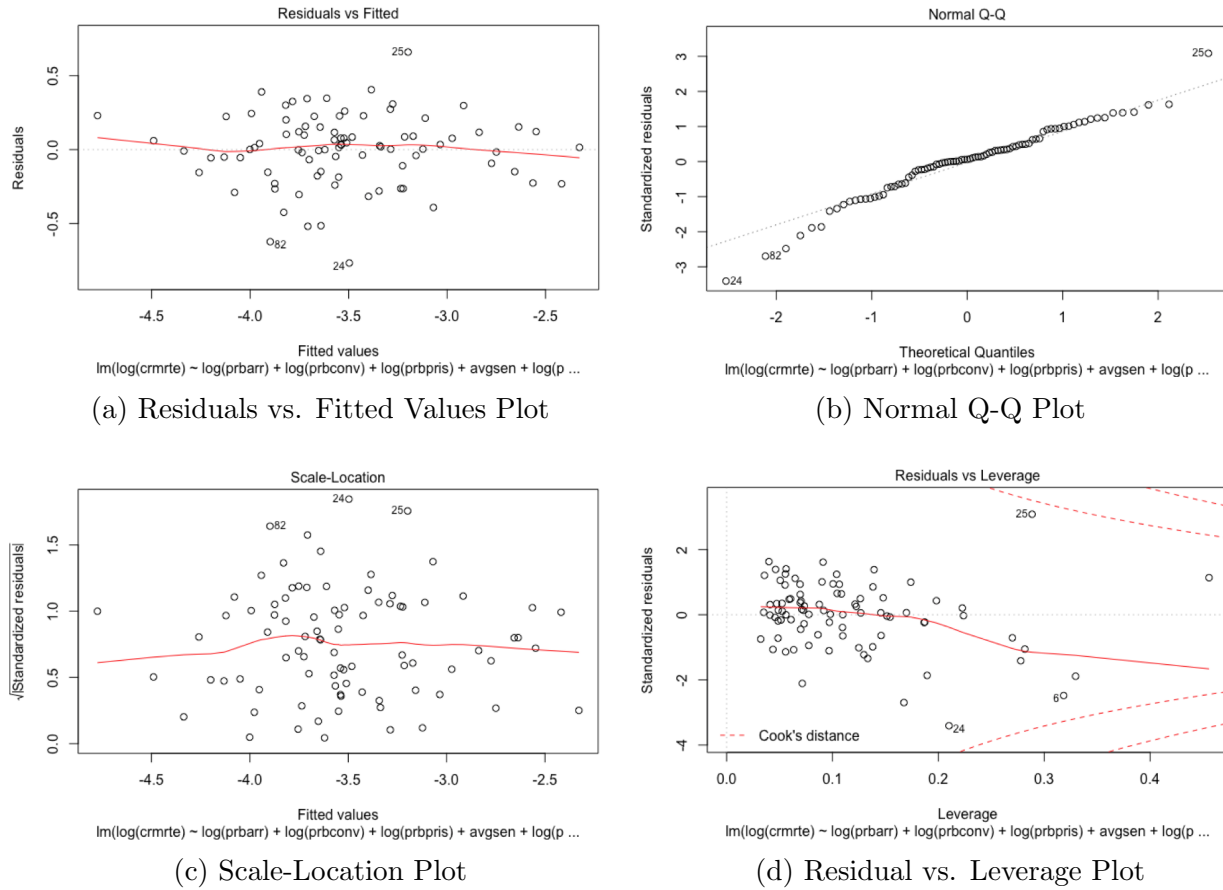 Residuals vs Fitted
Residuals
0.5
0.0
-0.5
25
82
24
-4.5 -4.0 -3.5 -3.0 -2.5
Fitted values
lm(log(crmrte) ~ log(prbarr) + log(prbconv) + log(prbpris) + avgsen + log(p ...
(a) Residuals vs. Fitted Values Plot
Normal Q-Q
Standardized residuals
3
2
1
0
-1
-2
-3
25
82
24
-2 -1 0 1 2
Theoretical Quantiles
lm(log(crmrte) ~ log(prbarr) + log(prbconv) + log(prbpris) + avgsen + log(p ...
(b) Normal Q-Q Plot
Scale-Location
√|Standardized residuals|
1.5
1.0
0.5
0.0
24
25
82
-4.5 -4.0 -3.5 -3.0 -2.5
Fitted values
lm(log(crmrte) ~ log(prbarr) + log(prbconv) + log(prbpris) + avgsen + log(p ...
(c) Scale-Location Plot
Residuals vs Leverage
Standardized residuals
2
0
-2
-4
25
6
24
Cook's distance
0.0 0.1 0.2 0.3 0.4
Leverage
lm(log(crmrte) ~ log(prbarr) + log(prbconv) + log(prbpris) + avgsen + log(p ...
(d) Residual vs. Leverage Plot